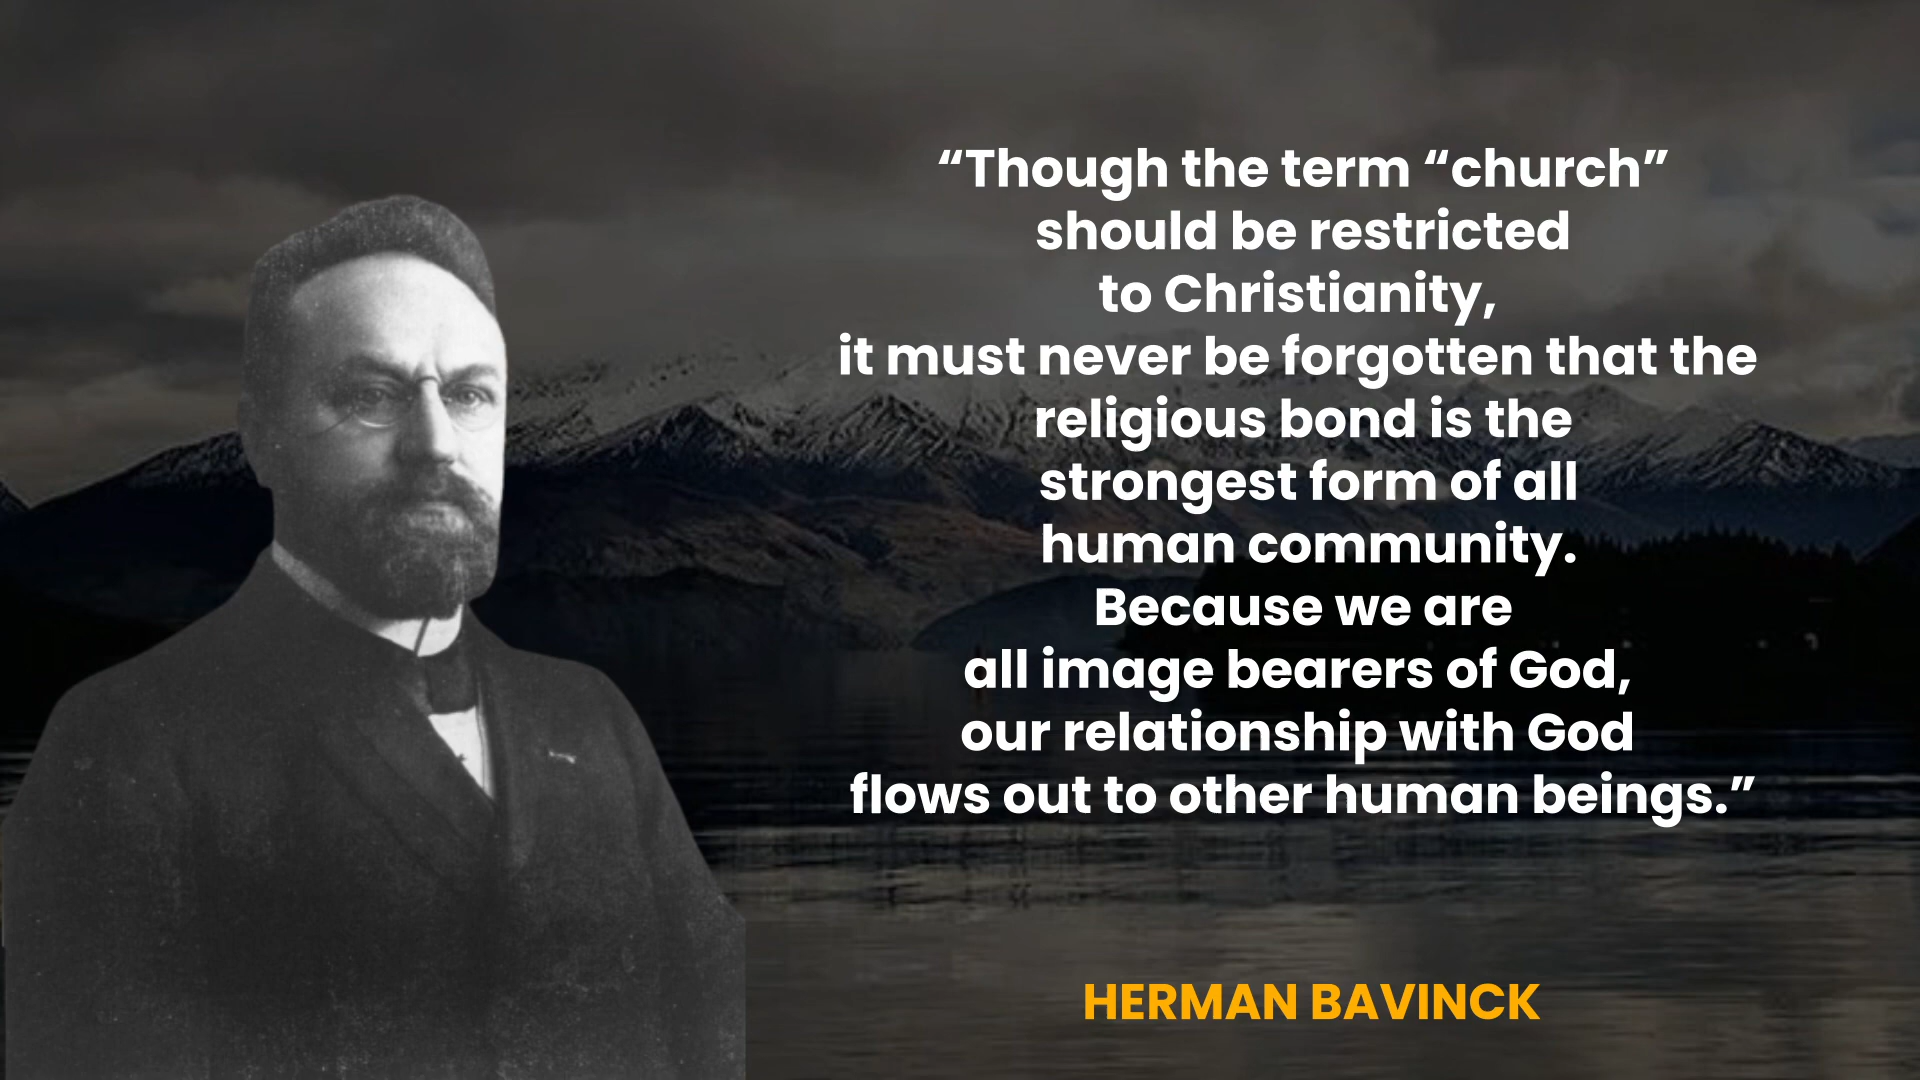 “Though the term “church”
should be restricted
to Christianity,
it must never be forgotten that the
religious bond is the
strongest form of all
human community.
Because we are
all image bearers of God,
our relationship with God
flows out to other human beings.”
HERMAN BAVINCK